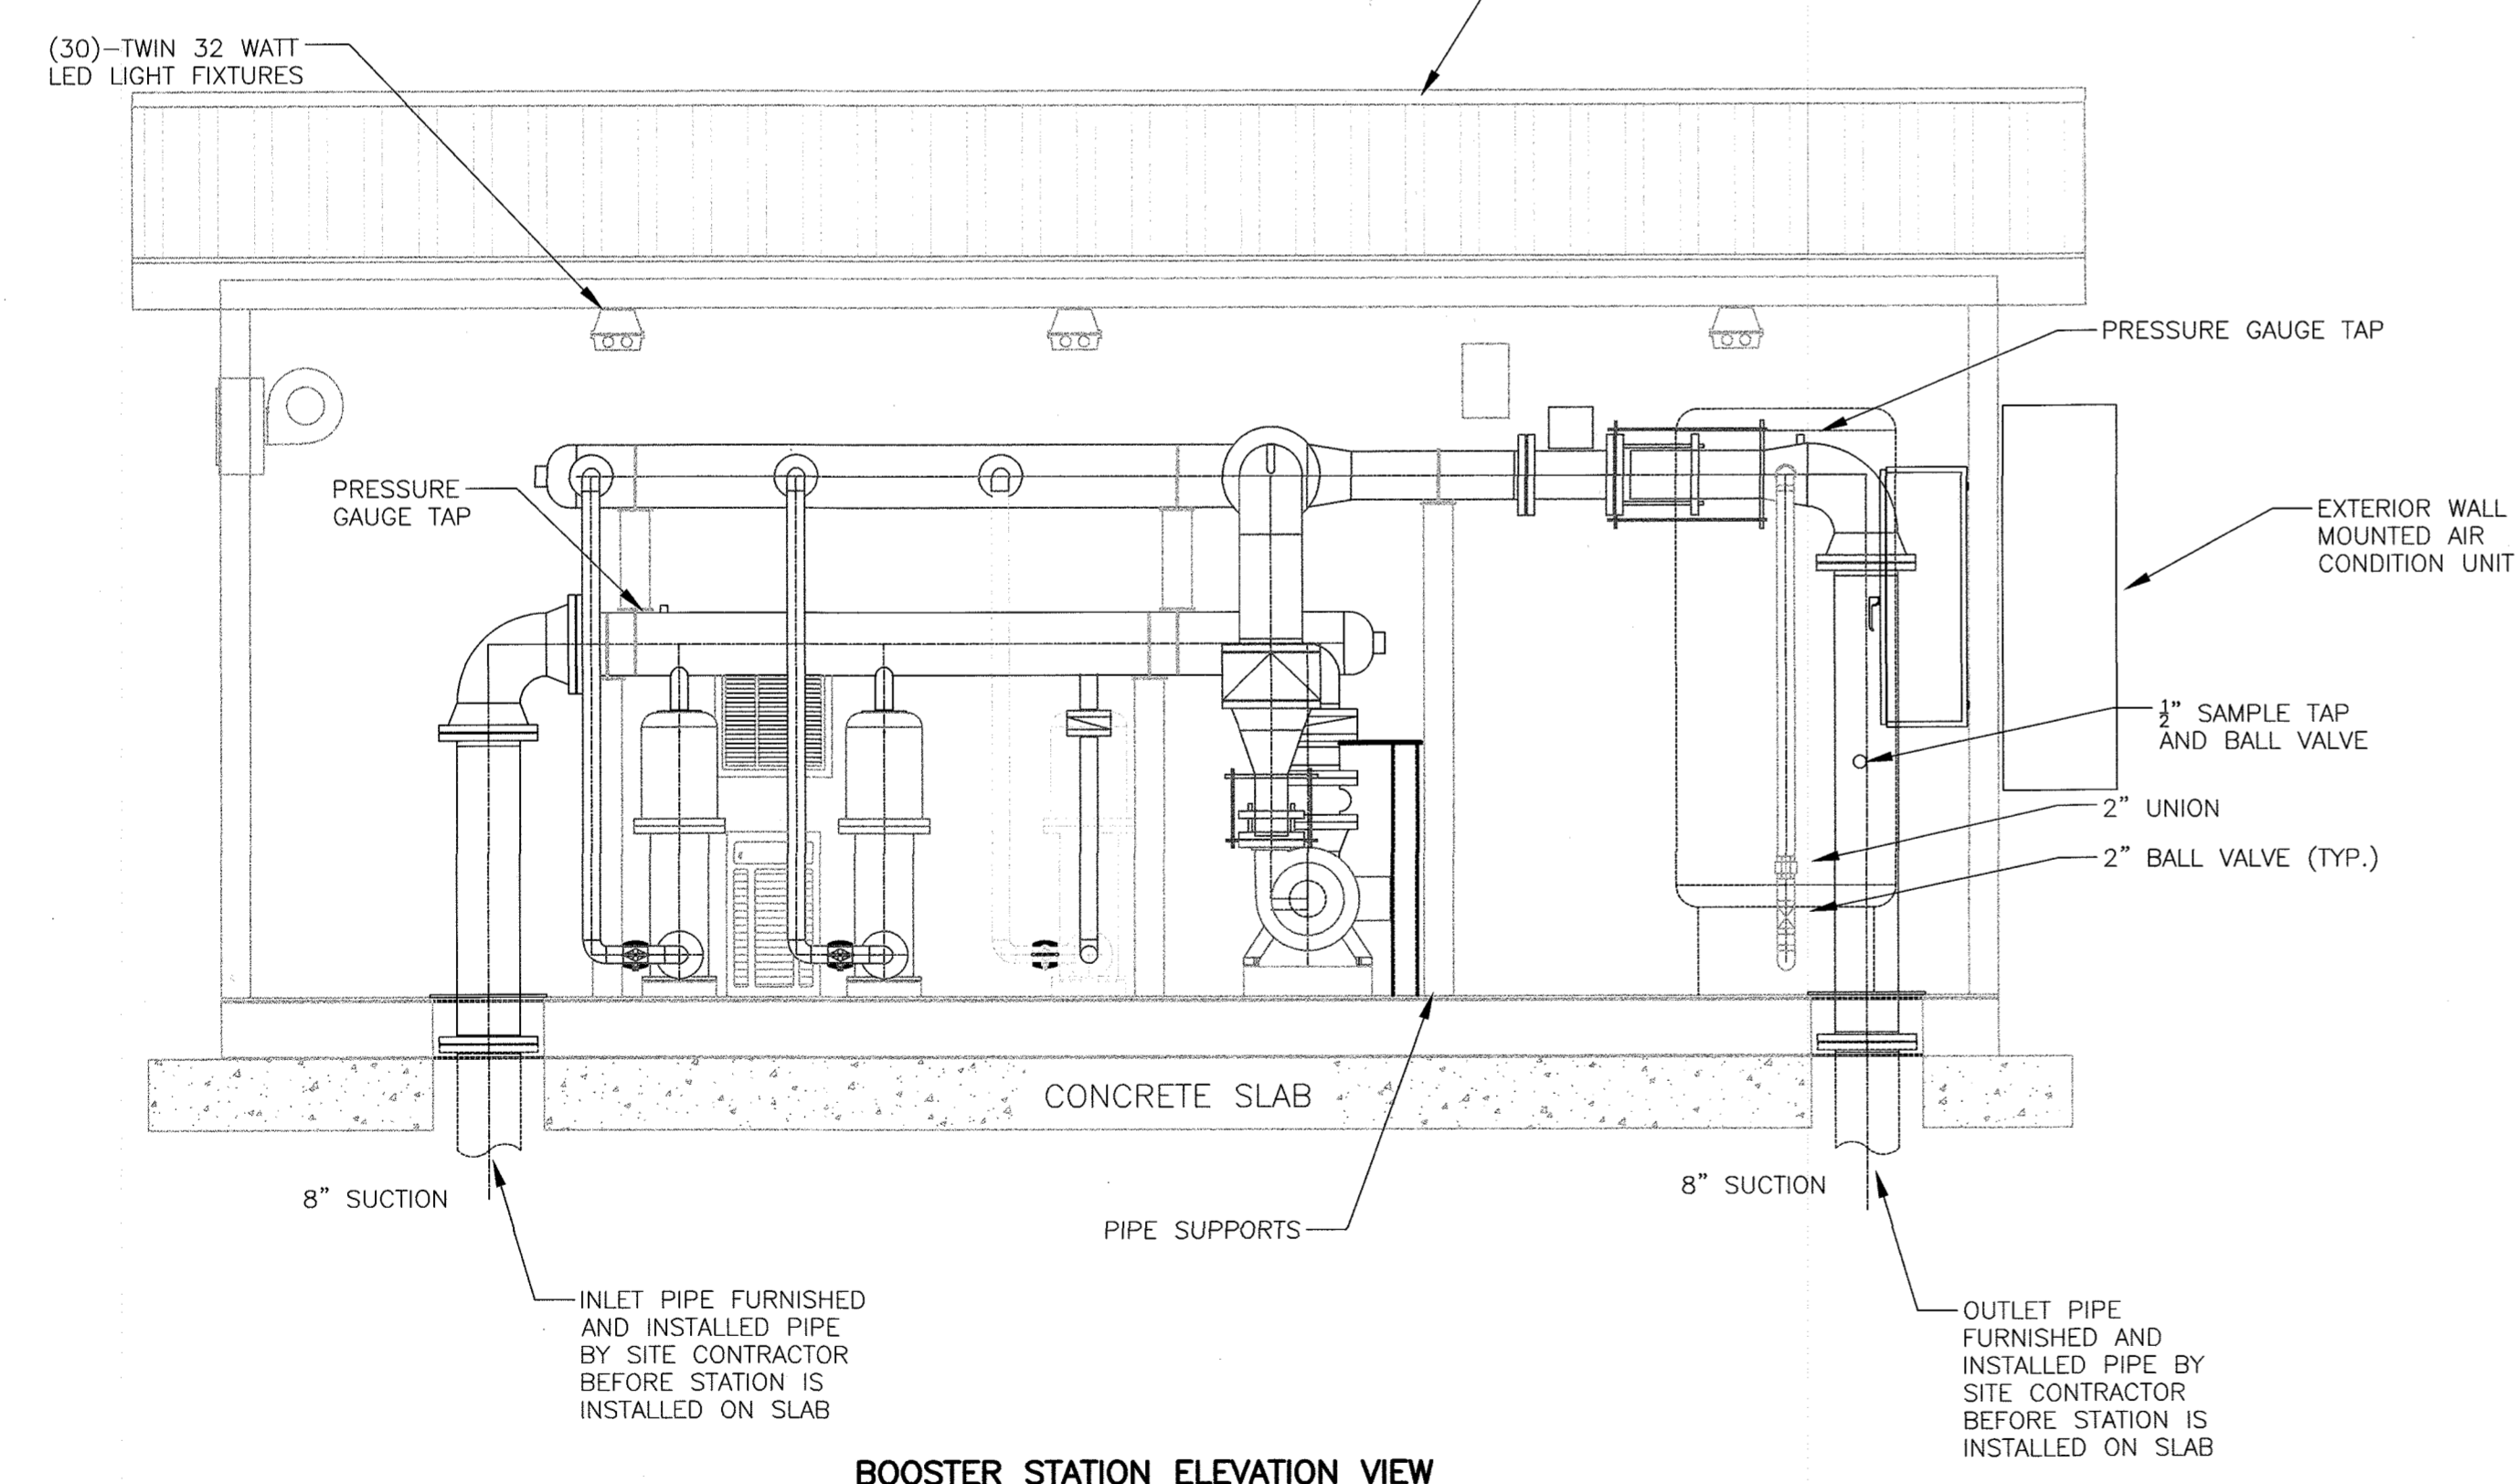 (30)-TWIN 32 WATT
LED LIGHT FIXTURES
PRESSURE GAUGE TAP
PRESSURE
GAUGE TAP
EXTERIOR WALL
MOUNTED AIR
CONDITION UNIT
½" SAMPLE TAP
AND BALL VALVE
2" UNION
2" BALL VALVE (TYP.)
CONCRETE SLAB
8" SUCTION
8" SUCTION
PIPE SUPPORTS
INLET PIPE FURNISHED
AND INSTALLED PIPE
BY SITE CONTRACTOR
BEFORE STATION IS
INSTALLED ON SLAB
OUTLET PIPE
FURNISHED AND
INSTALLED PIPE BY
SITE CONTRACTOR
BEFORE STATION IS
INSTALLED ON SLAB
BOOSTER STATION ELEVATION VIEW